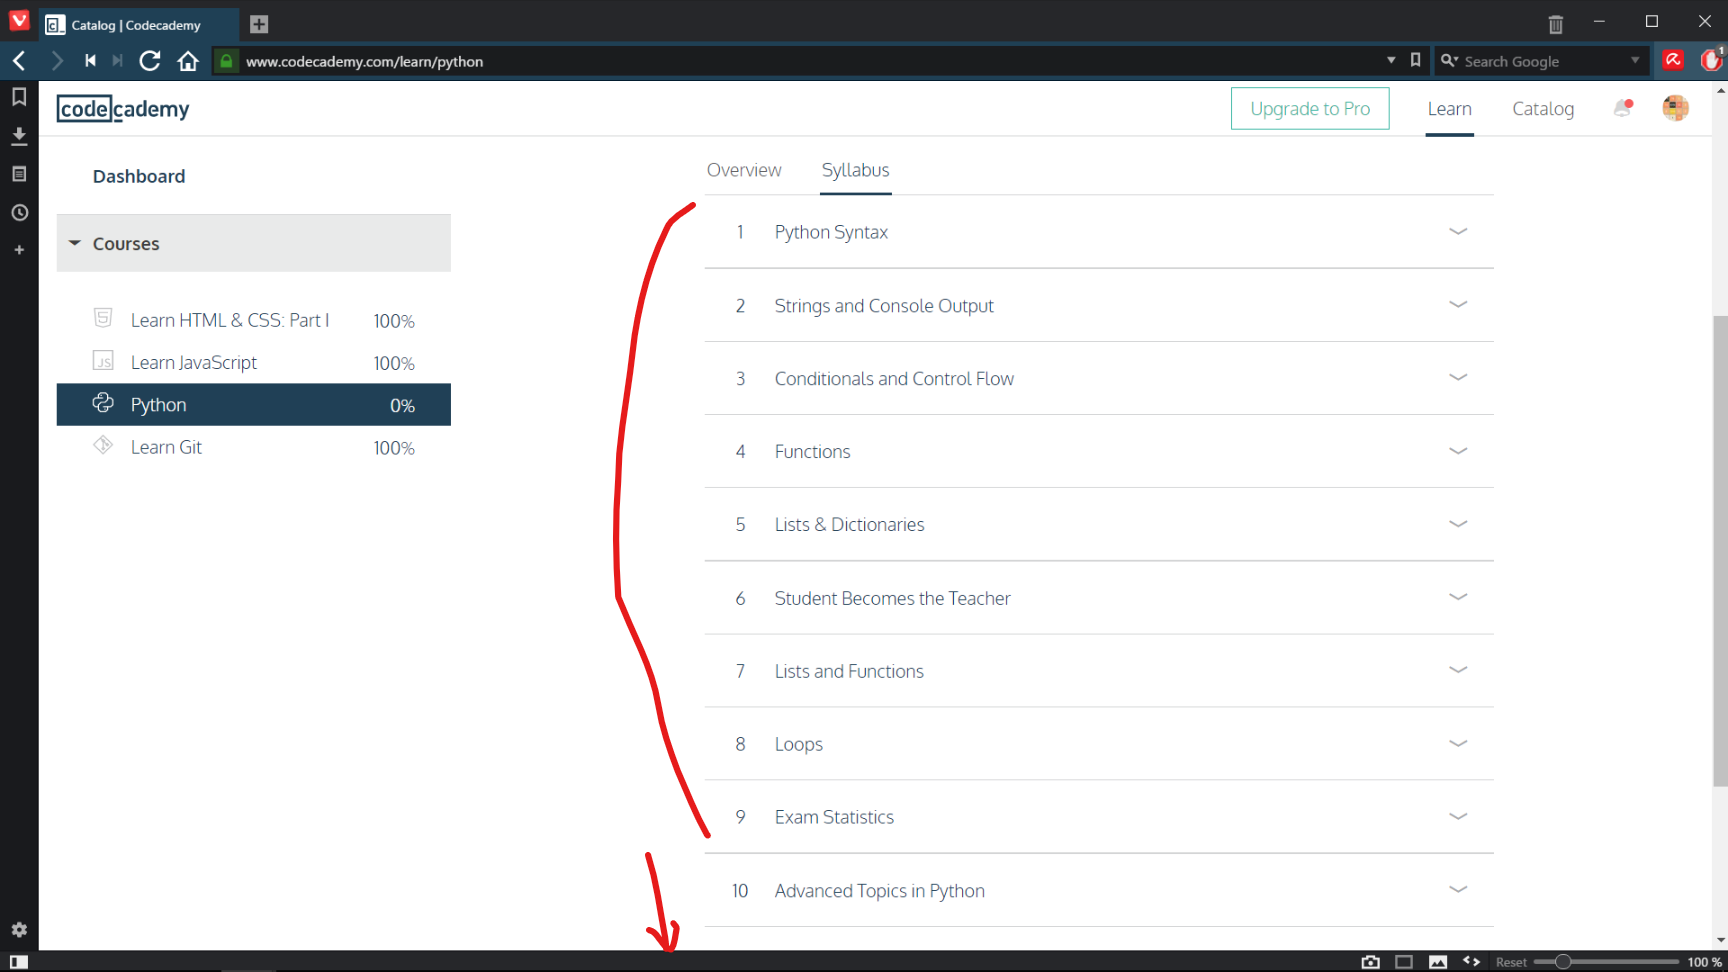 Catalog | Codecademy
www.codecademy.com/learn/python
Search Google
1
codecademy
Upgrade to Pro
Learn
Catalog
Dashboard
Courses
Learn HTML & CSS: Part I 100%
JS Learn JavaScript 100%
Python 0%
Learn Git 100%
Overview Syllabus
1 Python Syntax
2 Strings and Console Output
3 Conditionals and Control Flow
4 Functions
5 Lists & Dictionaries
6 Student Becomes the Teacher
7 Lists and Functions
8 Loops
9 Exam Statistics
10 Advanced Topics in Python
Reset 100 %